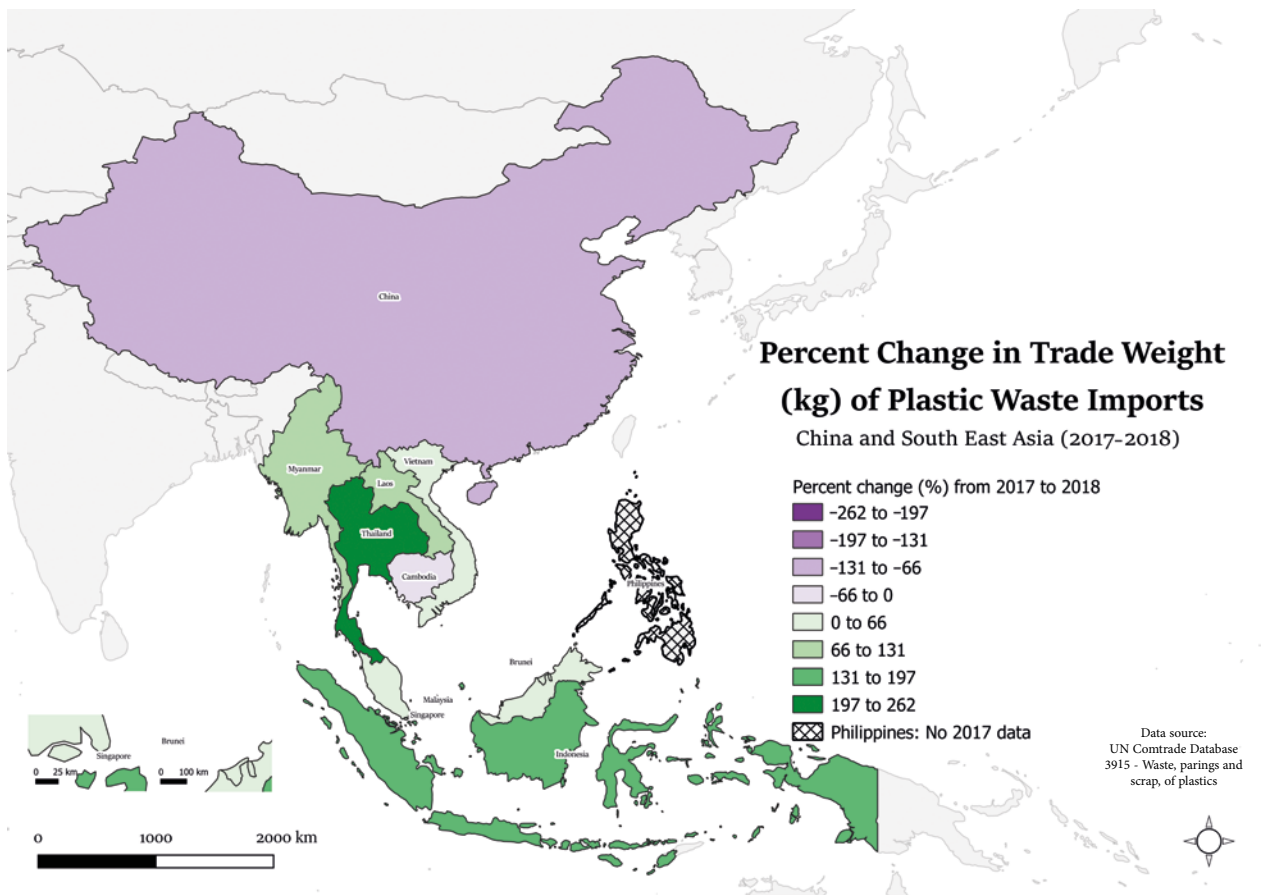 China
Percent Change in Trade Weight
(kg) of Plastic Waste Imports
China and South East Asia (2017-2018)
Myanmar
Vietnam
Laos
Thailand
Cambodia
Philippines
Brunei
Malaysia
Singapore
Indonesia
Percent change (%) from 2017 to 2018
-262 to -197
-197 to -131
-131 to -66
-66 to 0
0 to 66
66 to 131
131 to 197
197 to 262
Philippines: No 2017 data
Singapore
0 25 km
Brunei
0 100 km
Data source:
UN Comtrade Database
3915 - Waste, parings and
scrap, of plastics
0 1000 2000 km